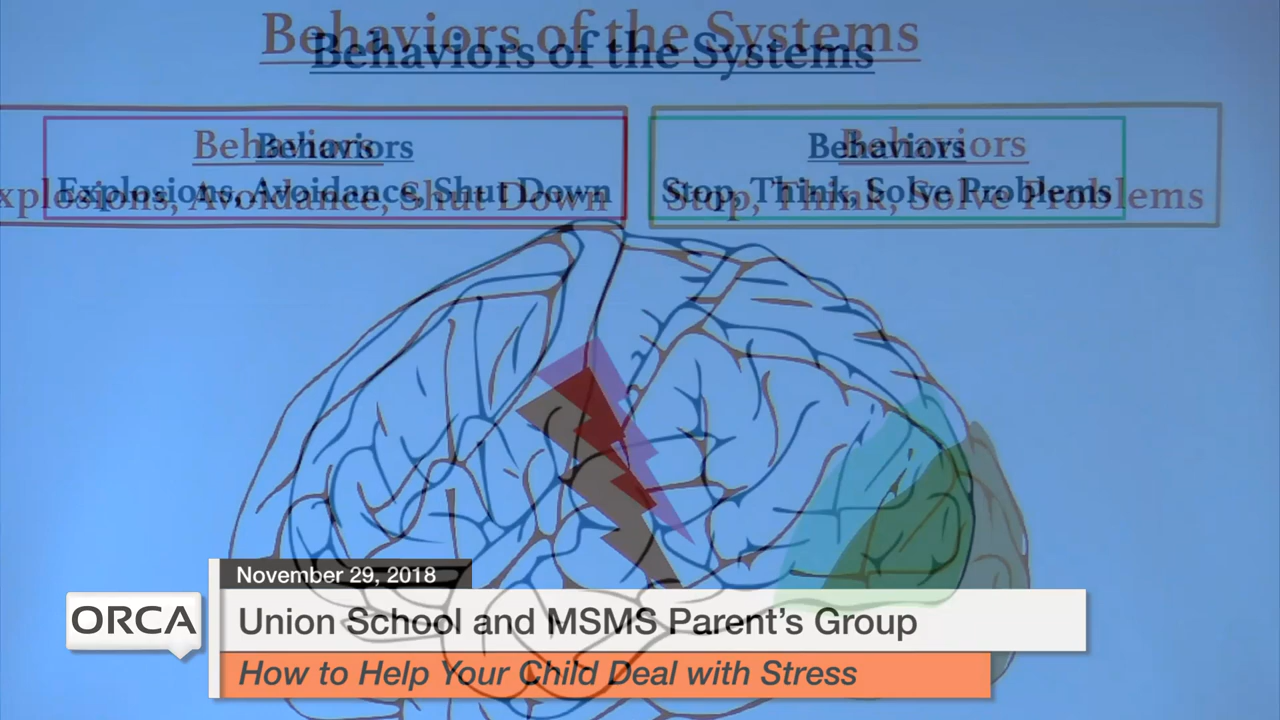 Behaviors of the Systems
Behaviors
Explosions, Avoidance, Shut Down
Behaviors
Stop, Think, Solve Problems
November 29, 2018
ORCA
Union School and MSMS Parent's Group
How to Help Your Child Deal with Stress